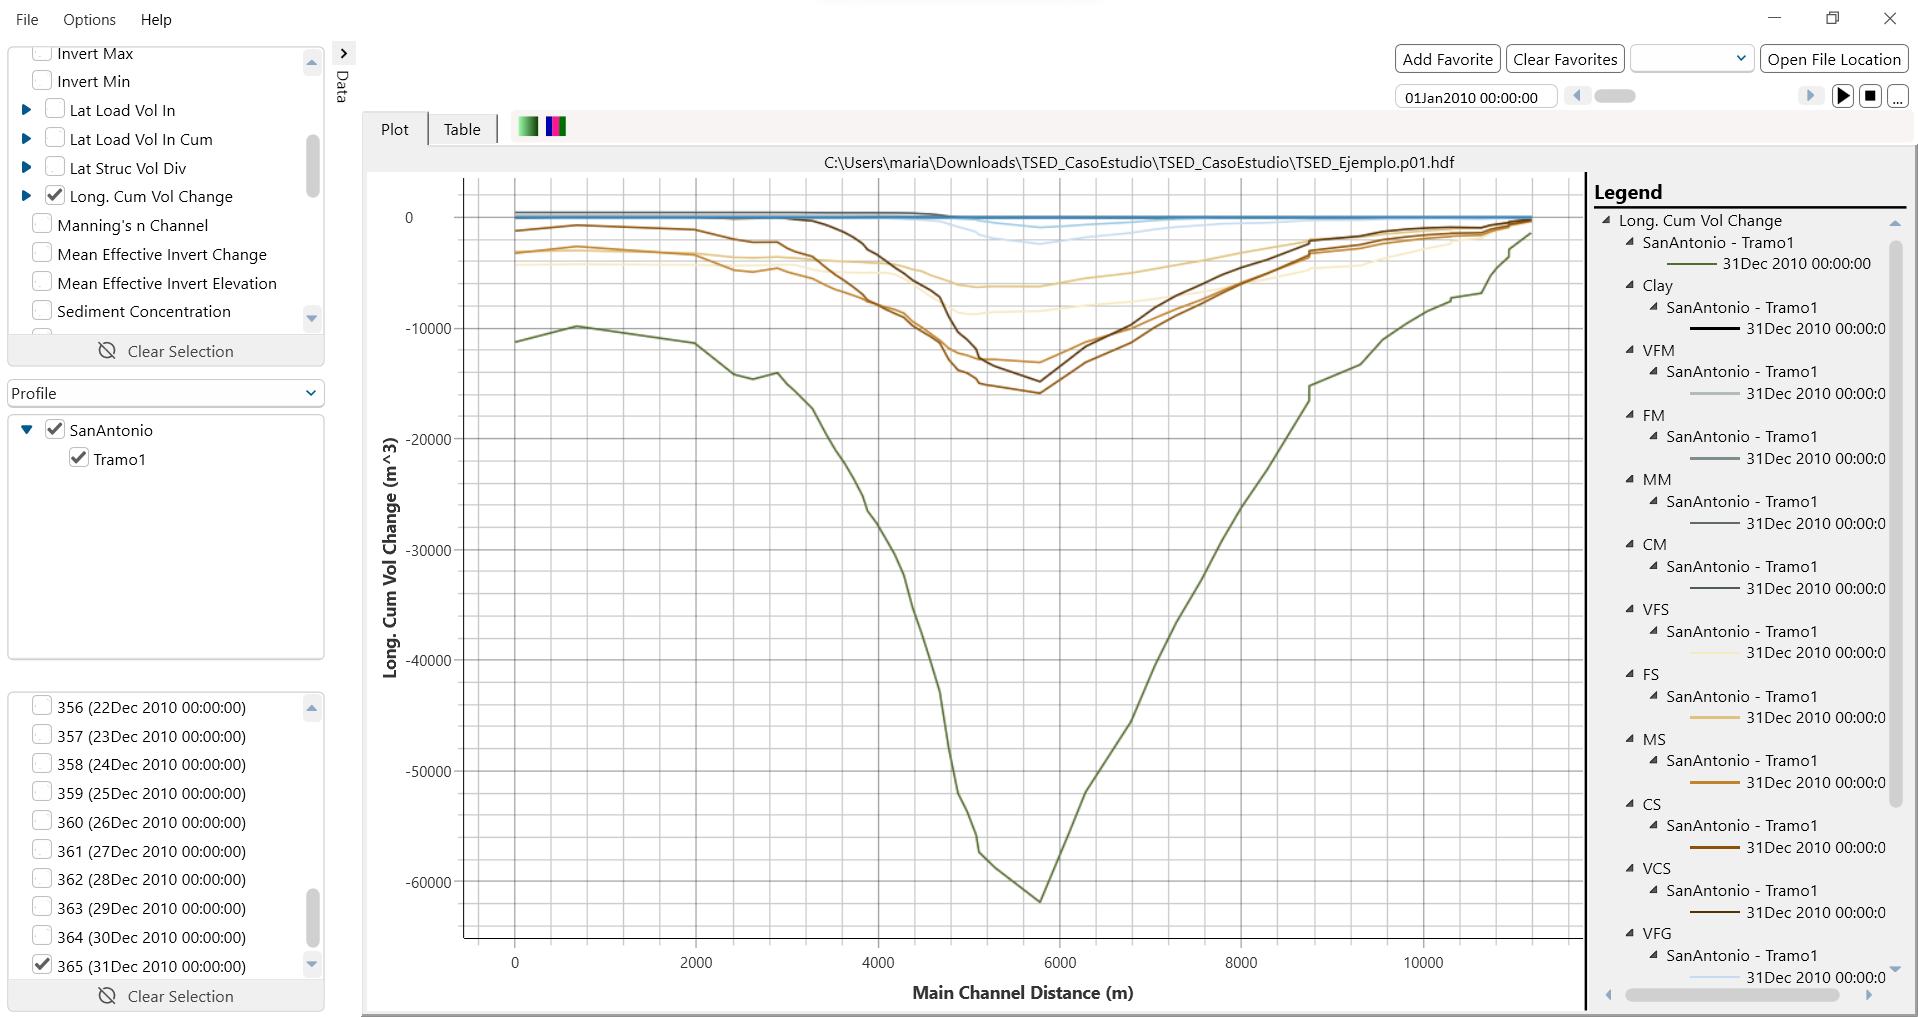 File Options Help
Invert Max
Invert Min
Lat Load Vol In
Lat Load Vol In Cum
Lat Struc Vol Div
Long. Cum Vol Change
Manning's n Channel
Mean Effective Invert Change
Mean Effective Invert Elevation
Sediment Concentration
Clear Selection
Profile
SanAntonio
Tramo1
356 (22Dec 2010 00:00:00)
357 (23Dec 2010 00:00:00)
358 (24Dec 2010 00:00:00)
359 (25Dec 2010 00:00:00)
360 (26Dec 2010 00:00:00)
361 (27Dec 2010 00:00:00)
362 (28Dec 2010 00:00:00)
363 (29Dec 2010 00:00:00)
364 (30Dec 2010 00:00:00)
365 (31Dec 2010 00:00:00)
Clear Selection
Data
Add Favorite Clear Favorites Open File Location
01Jan2010 00:00:00 ...
Plot Table
C:\Users\maria\Downloads\TSED_CasoEstudio\TSED_CasoEstudio\TSED_Ejemplo.p01.hdf
Long. Cum Vol Change (m^3)
0
-10000
-20000
-30000
-40000
-50000
-60000
0 2000 4000 6000 8000 10000
Main Channel Distance (m)
Legend
Long. Cum Vol Change
SanAntonio - Tramo1
31Dec 2010 00:00:00
Clay
SanAntonio - Tramo1
31Dec 2010 00:00:0
VFM
SanAntonio - Tramo1
31Dec 2010 00:00:0
FM
SanAntonio - Tramo1
31Dec 2010 00:00:0
MM
SanAntonio - Tramo1
31Dec 2010 00:00:0
CM
SanAntonio - Tramo1
31Dec 2010 00:00:0
VFS
SanAntonio - Tramo1
31Dec 2010 00:00:0
FS
SanAntonio - Tramo1
31Dec 2010 00:00:0
MS
SanAntonio - Tramo1
31Dec 2010 00:00:0
CS
SanAntonio - Tramo1
31Dec 2010 00:00:0
VCS
SanAntonio - Tramo1
31Dec 2010 00:00:0
VFG
SanAntonio - Tramo1
31Dec 2010 00:00:0